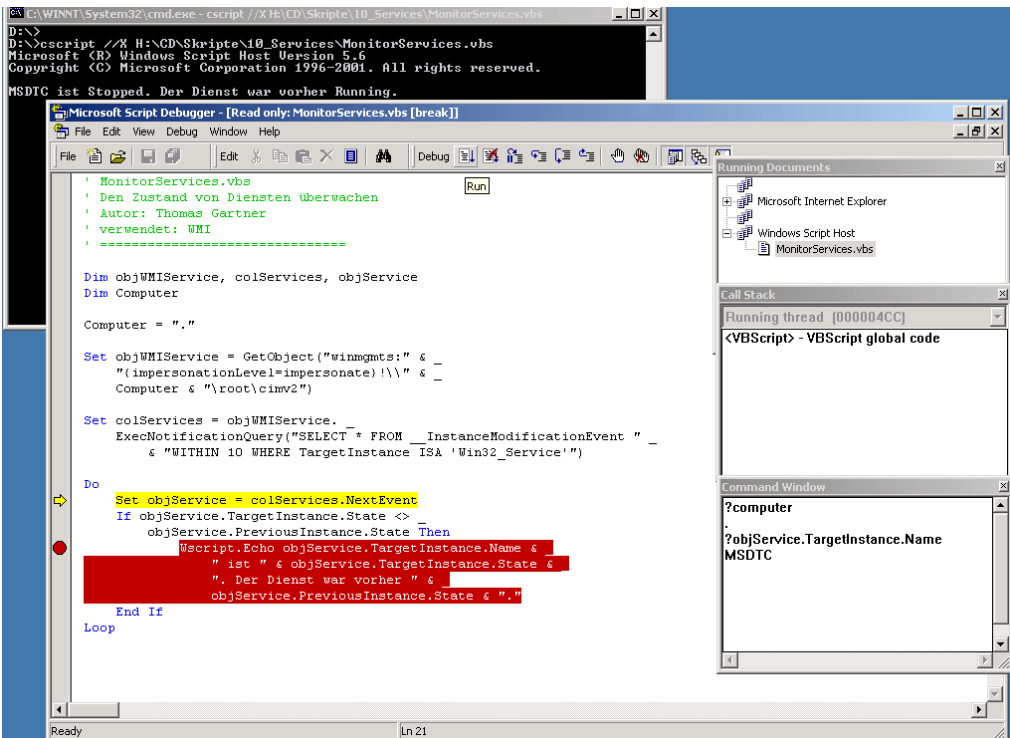 C:\WINNT\System32\cmd.exe - cscript //X H:\CD\Skripte\10_Services\MonitorServices.vbs
D:\>
D:\>cscript //X H:\CD\Skripte\10_Services\MonitorServices.vbs
Microsoft (R) Windows Script Host Version 5.6
Copyright (C) Microsoft Corporation 1996-2001. All rights reserved.
MSDTC ist Stopped. Der Dienst war vorher Running.
Microsoft Script Debugger - [Read only: MonitorServices.vbs [break]]
File Edit View Debug Window Help
File Edit Debug
Run
' MonitorServices.vbs
' Den Zustand von Diensten überwachen
' Autor: Thomas Gartner
' verwendet: WMI
' ===============================
Dim objWMIService, colServices, objService
Dim Computer
Computer = "."
Set objWMIService = GetObject("winmgmts:" & _
"{impersonationLevel=impersonate}!\\" & _
Computer & "\root\cimv2")
Set colServices = objWMIService. _
ExecNotificationQuery("SELECT * FROM __InstanceModificationEvent " _
& "WITHIN 10 WHERE TargetInstance ISA 'Win32_Service'")
Do
Set objService = colServices.NextEvent
If objService.TargetInstance.State <> _
objService.PreviousInstance.State Then
Wscript.Echo objService.TargetInstance.Name & _
" ist " & objService.TargetInstance.State & _
". Der Dienst war vorher " & _
objService.PreviousInstance.State & "."
End If
Loop
Running Documents
Microsoft Internet Explorer
Windows Script Host
MonitorServices.vbs
Call Stack
Running thread (000004CC)
<VBScript> - VBScript global code
Command Window
?computer
.
?objService.TargetInstance.Name
MSDTC
Ready
Ln 21